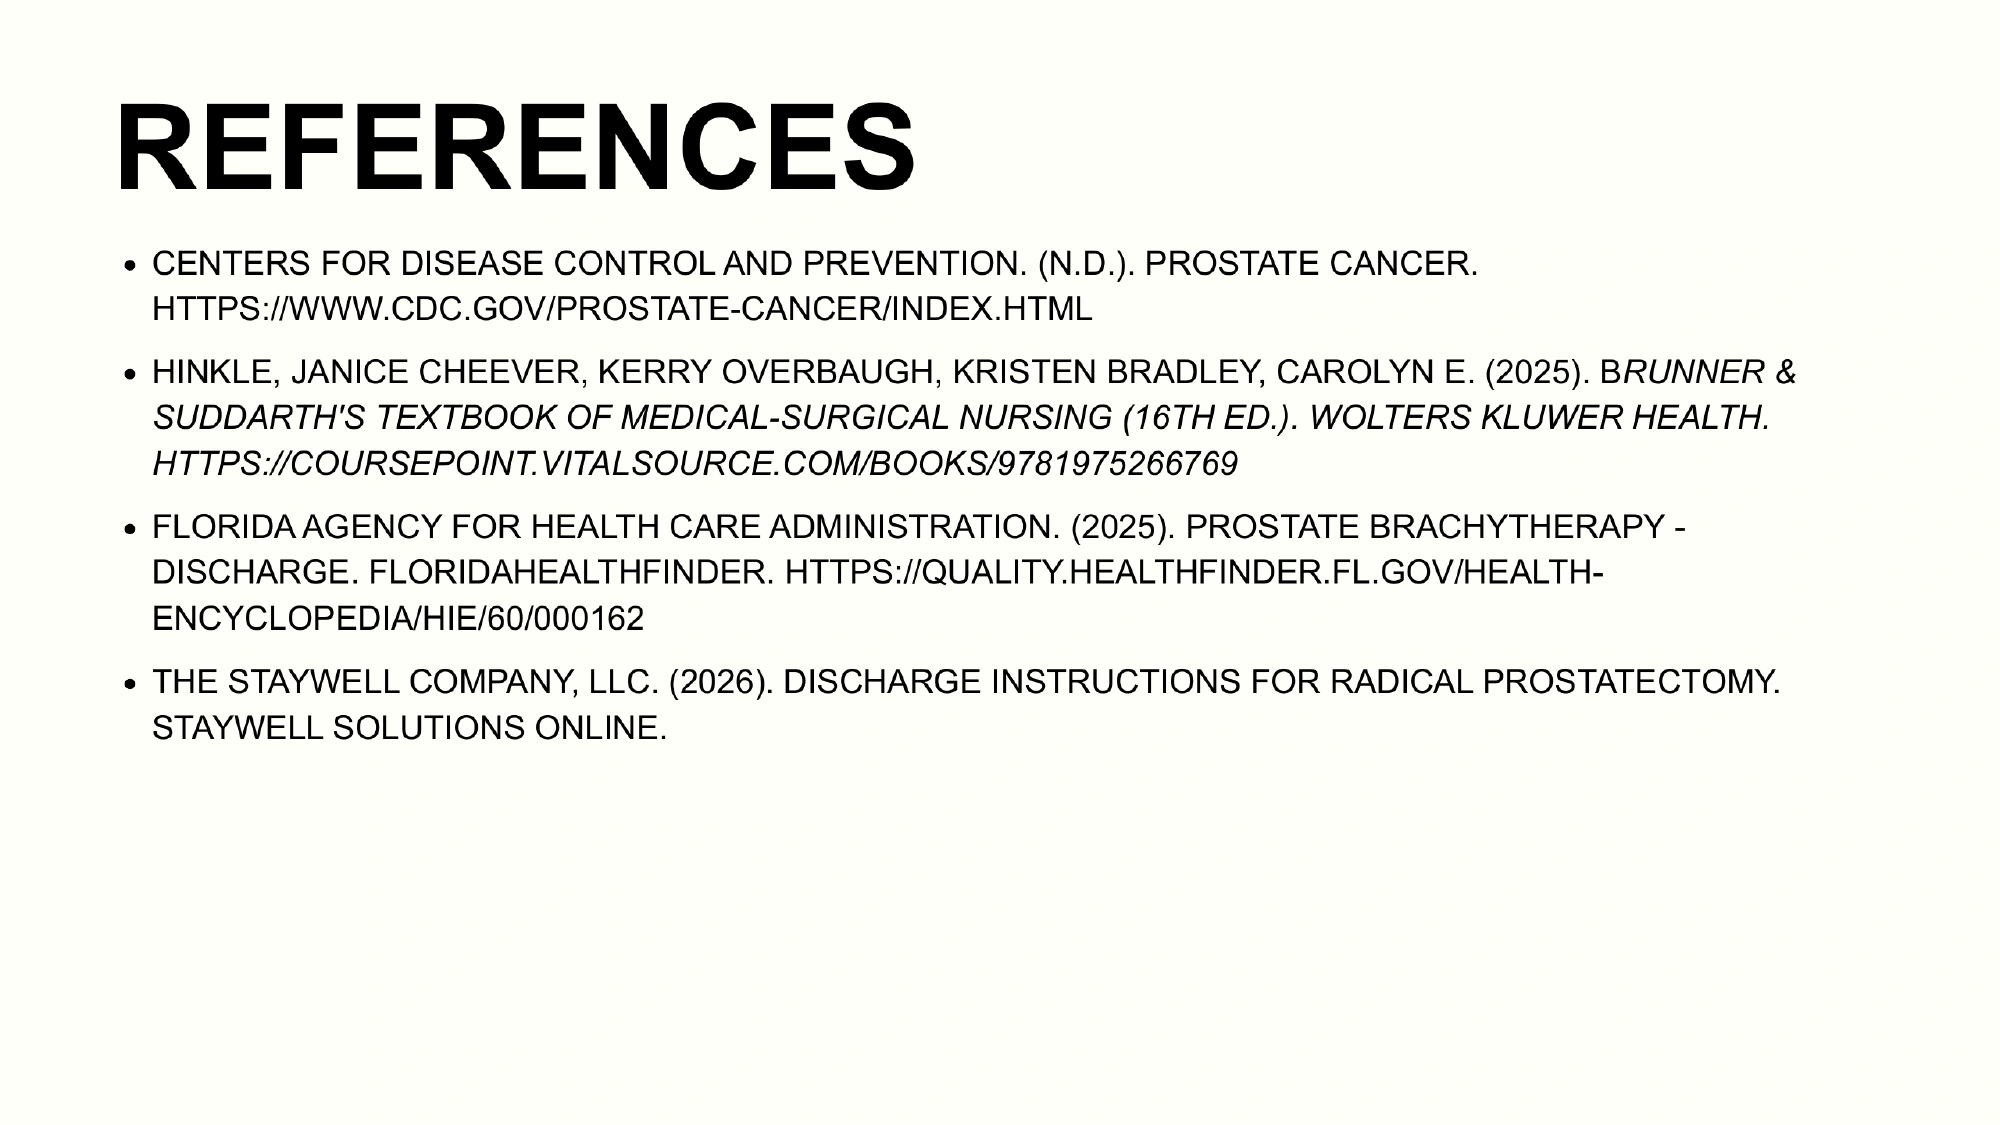 REFERENCES
• CENTERS FOR DISEASE CONTROL AND PREVENTION. (N.D.). PROSTATE CANCER.
HTTPS://WWW.CDC.GOV/PROSTATE-CANCER/INDEX.HTML
• HINKLE, JANICE CHEEVER, KERRY OVERBAUGH, KRISTEN BRADLEY, CAROLYN E. (2025). BRUNNER &
SUDDARTH'S TEXTBOOK OF MEDICAL-SURGICAL NURSING (16TH ED.). WOLTERS KLUWER HEALTH.
HTTPS://COURSEPOINT.VITALSOURCE.COM/BOOKS/9781975266769
• FLORIDA AGENCY FOR HEALTH CARE ADMINISTRATION. (2025). PROSTATE BRACHYTHERAPY -
DISCHARGE. FLORIDAHEALTHFINDER. HTTPS://QUALITY.HEALTHFINDER.FL.GOV/HEALTH-
ENCYCLOPEDIA/HIE/60/000162
• THE STAYWELL COMPANY, LLC. (2026). DISCHARGE INSTRUCTIONS FOR RADICAL PROSTATECTOMY.
STAYWELL SOLUTIONS ONLINE.